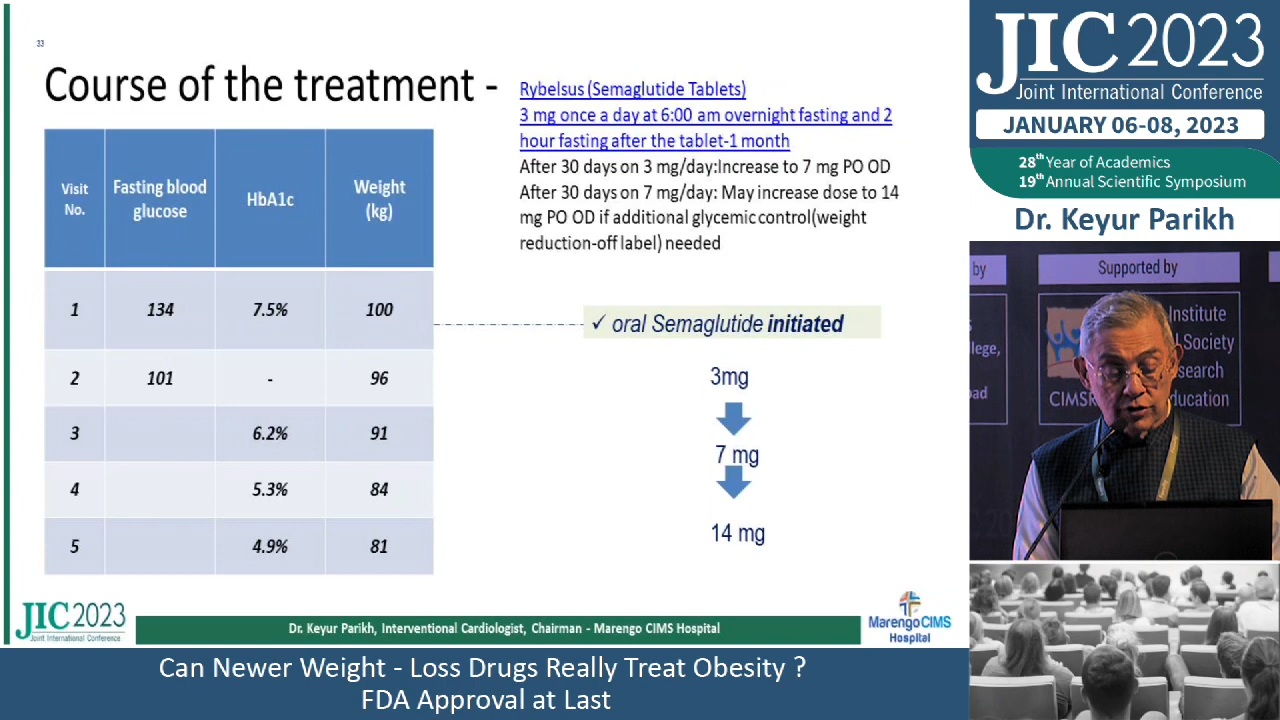 33
Course of the treatment -
Rybelsus (Semaglutide Tablets)
3 mg once a day at 6:00 am overnight fasting and 2
hour fasting after the tablet-1 month
After 30 days on 3 mg/day:Increase to 7 mg PO OD
After 30 days on 7 mg/day: May increase dose to 14
mg PO OD if additional glycemic control(weight
reduction-off label) needed
Visit No. Fasting blood glucose HbA1c Weight (kg)
1 134 7.5% 100
2 101 - 96
3 6.2% 91
4 5.3% 84
5 4.9% 81
✓ oral Semaglutide initiated
3mg
7 mg
14 mg
JIC 2023
Joint International Conference
Dr. Keyur Parikh, Interventional Cardiologist, Chairman - Marengo CIMS Hospital
Marengo CIMS
Hospital
Can Newer Weight - Loss Drugs Really Treat Obesity ?
FDA Approval at Last
JIC 2023
Joint International Conference
JANUARY 06-08, 2023
28th Year of Academics
19th Annual Scientific Symposium
Dr. Keyur Parikh
by
Supported by
Institute
Society
CIMS